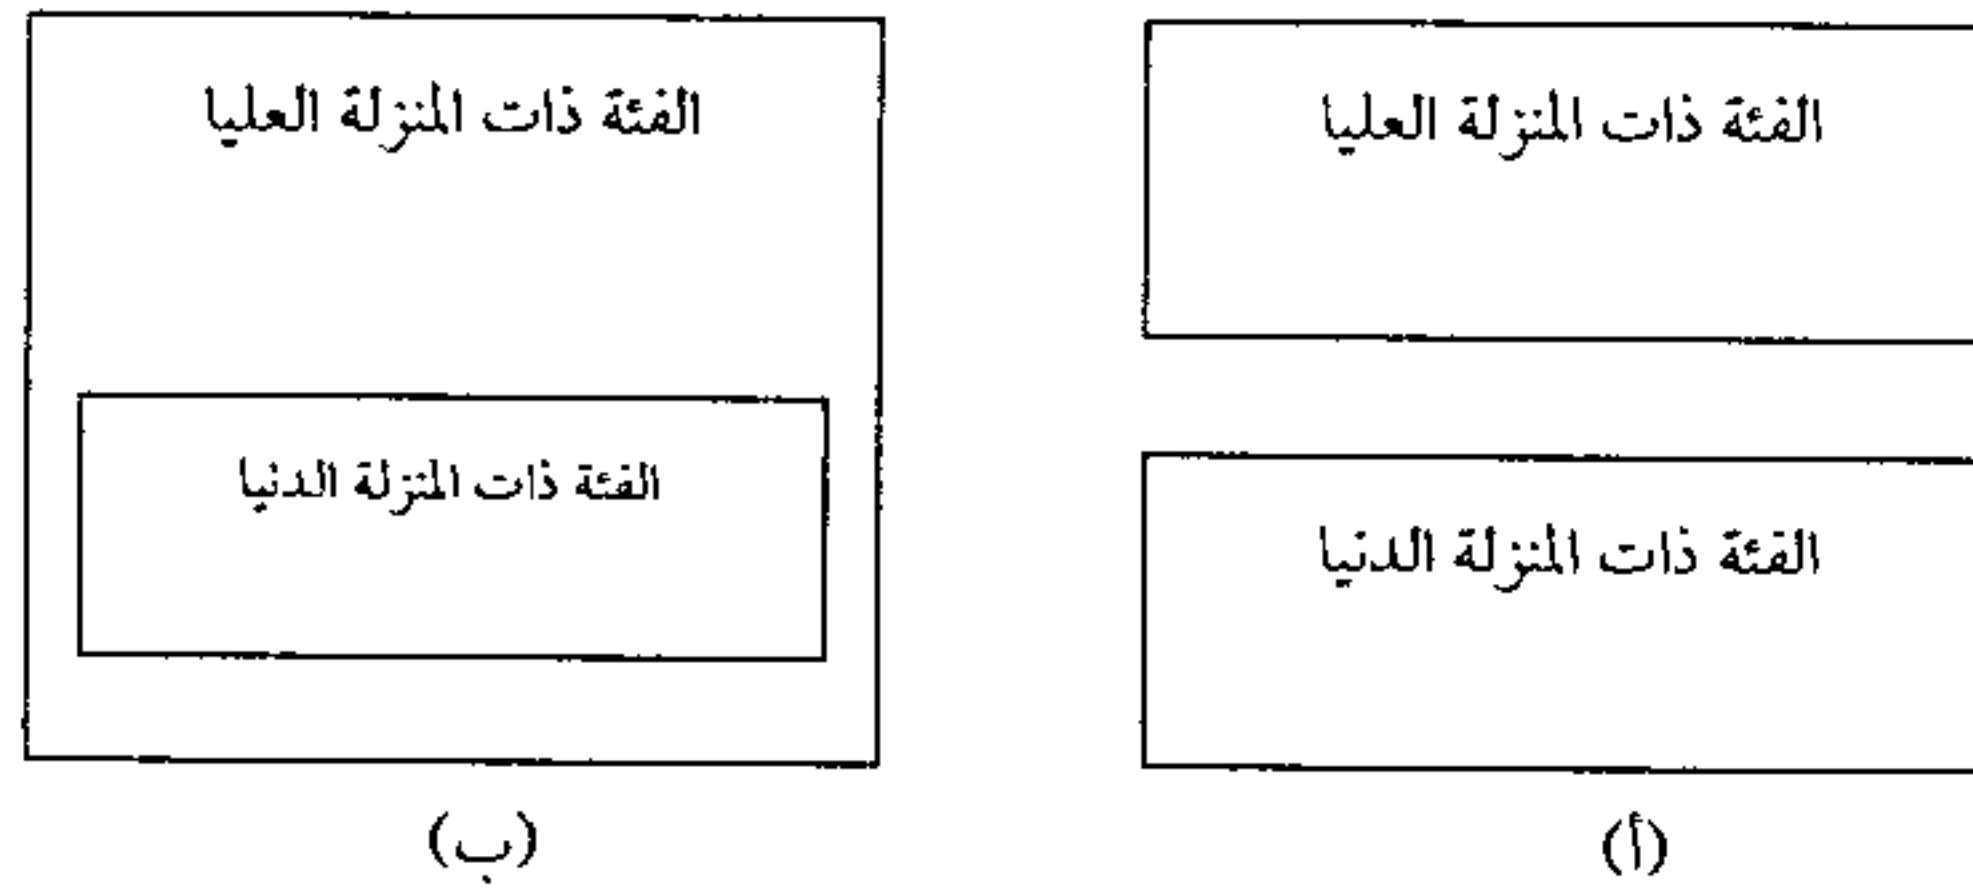 الفئة ذات المنزلة العليا
الفئة ذات المنزلة الدنيا
(أ)
الفئة ذات المنزلة العليا
الفئة ذات المنزلة الدنيا
(ب)